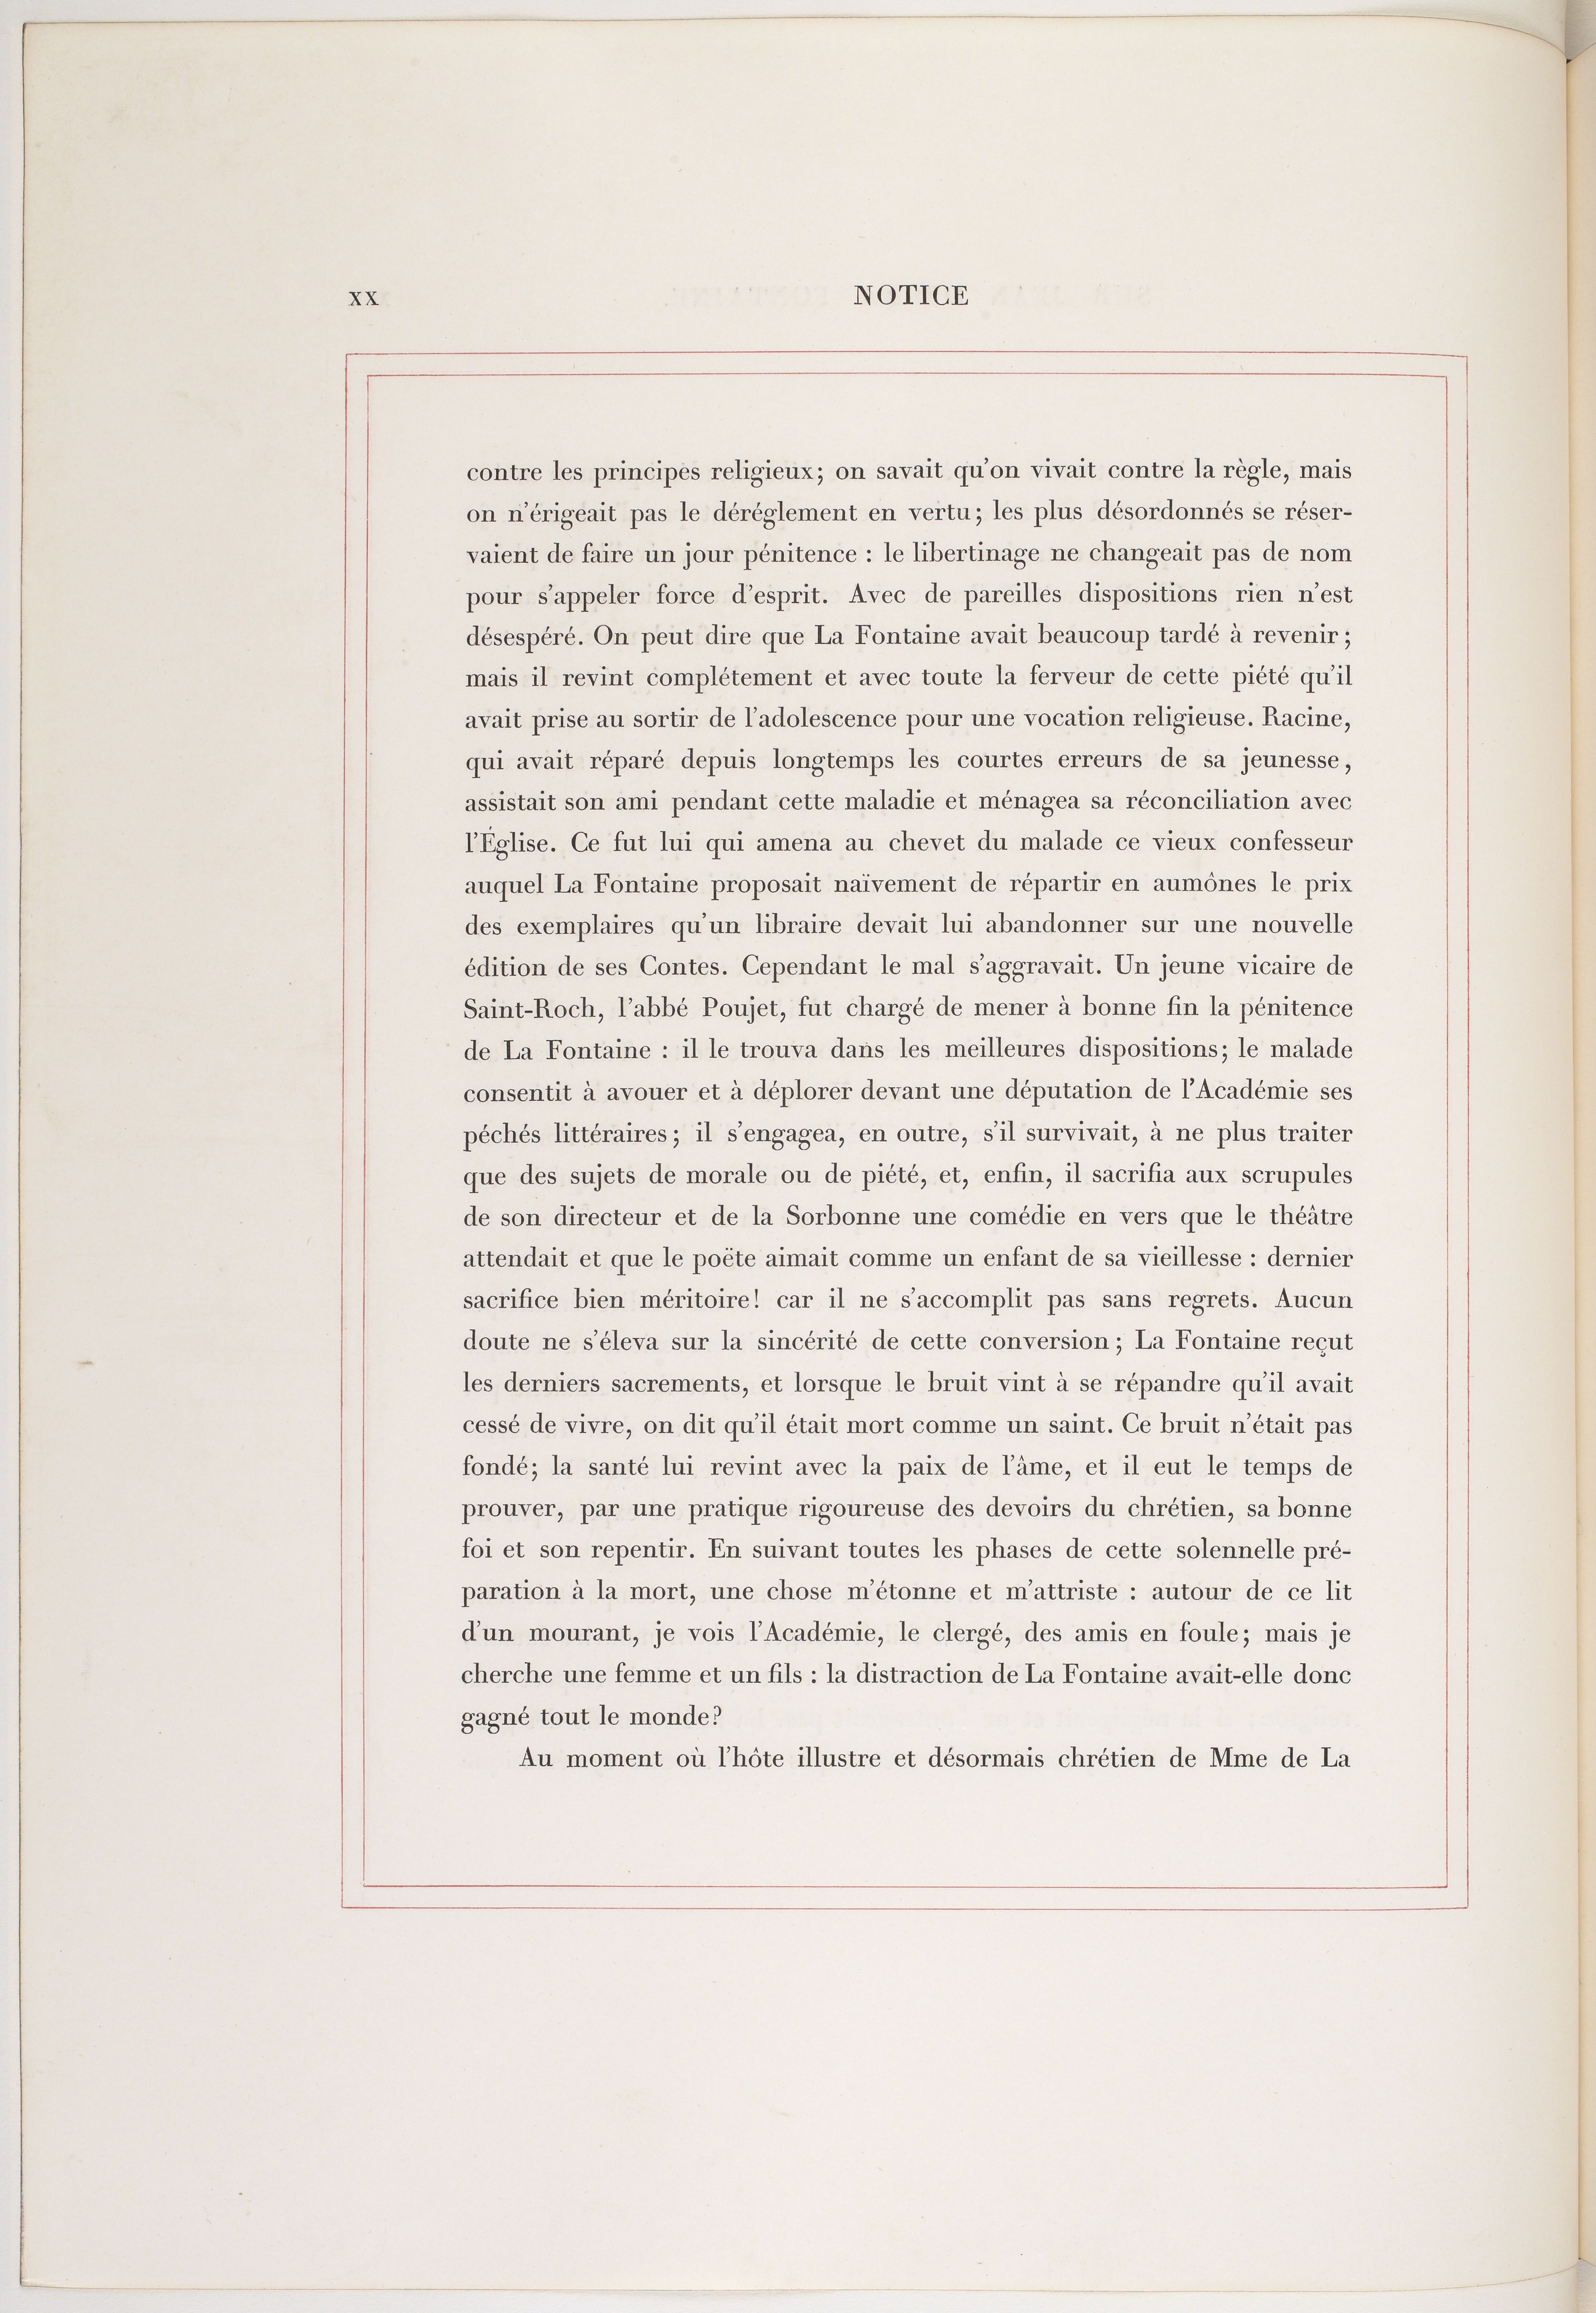 xx NOTICE
contre les principes religieux; on savait qu'on vivait contre la règle, mais
on n'érigeait pas le déréglement en vertu; les plus désordonnés se réser-
vaient de faire un jour pénitence : le libertinage ne changeait pas de nom
pour s'appeler force d'esprit. Avec de pareilles dispositions rien n'est
désespéré. On peut dire que La Fontaine avait beaucoup tardé à revenir;
mais il revint complétement et avec toute la ferveur de cette piété qu'il
avait prise au sortir de l'adolescence pour une vocation religieuse. Racine,
qui avait réparé depuis longtemps les courtes erreurs de sa jeunesse,
assistait son ami pendant cette maladie et ménagea sa réconciliation avec
l'Église. Ce fut lui qui amena au chevet du malade ce vieux confesseur
auquel La Fontaine proposait naïvement de répartir en aumônes le prix
des exemplaires qu'un libraire devait lui abandonner sur une nouvelle
édition de ses Contes. Cependant le mal s'aggravait. Un jeune vicaire de
Saint-Roch, l'abbé Poujet, fut chargé de mener à bonne fin la pénitence
de La Fontaine : il le trouva dans les meilleures dispositions; le malade
consentit à avouer et à déplorer devant une députation de l'Académie ses
péchés littéraires; il s'engagea, en outre, s'il survivait, à ne plus traiter
que des sujets de morale ou de piété, et, enfin, il sacrifia aux scrupules
de son directeur et de la Sorbonne une comédie en vers que le théâtre
attendait et que le poëte aimait comme un enfant de sa vieillesse : dernier
sacrifice bien méritoire! car il ne s'accomplit pas sans regrets. Aucun
doute ne s'éleva sur la sincérité de cette conversion; La Fontaine reçut
les derniers sacrements, et lorsque le bruit vint à se répandre qu'il avait
cessé de vivre, on dit qu'il était mort comme un saint. Ce bruit n'était pas
fondé; la santé lui revint avec la paix de l'âme, et il eut le temps de
prouver, par une pratique rigoureuse des devoirs du chrétien, sa bonne
foi et son repentir. En suivant toutes les phases de cette solennelle pré-
paration à la mort, une chose m'étonne et m'attriste : autour de ce lit
d'un mourant, je vois l'Académie, le clergé, des amis en foule; mais je
cherche une femme et un fils : la distraction de La Fontaine avait-elle donc
gagné tout le monde?
Au moment où l'hôte illustre et désormais chrétien de Mme de La